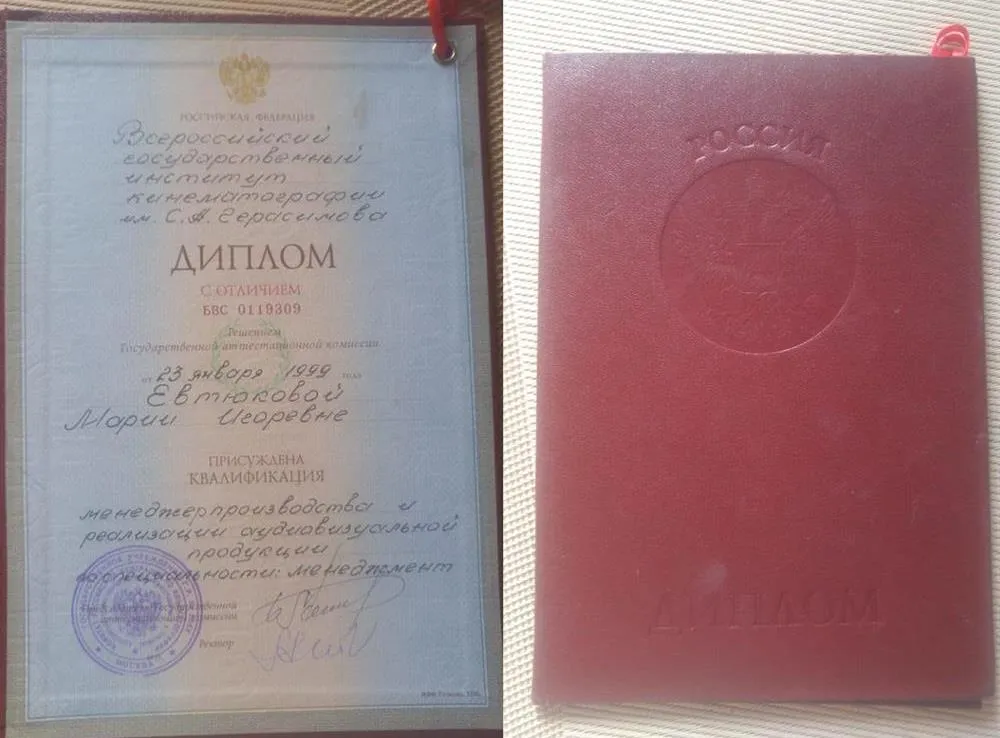 РОССИЙСКАЯ ФЕДЕРАЦИЯ
Всероссийский
государственный
институт
кинематографии
им. С.А. Герасимова
ДИПЛОМ
С ОТЛИЧИЕМ
БВС 0119309
Решением
Государственной аттестационной комиссии
от 23 января 1999 года
Евтюковой
Марии Игоревне
ПРИСУЖДЕНА
КВАЛИФИКАЦИЯ
менеджер производства и
реализации аудиовизуальной
продукции
по специальности: менеджмент
Председатель Государственной
аттестационной комиссии
Ректор
МОСКВА
РОССИЯ
ДИПЛОМ